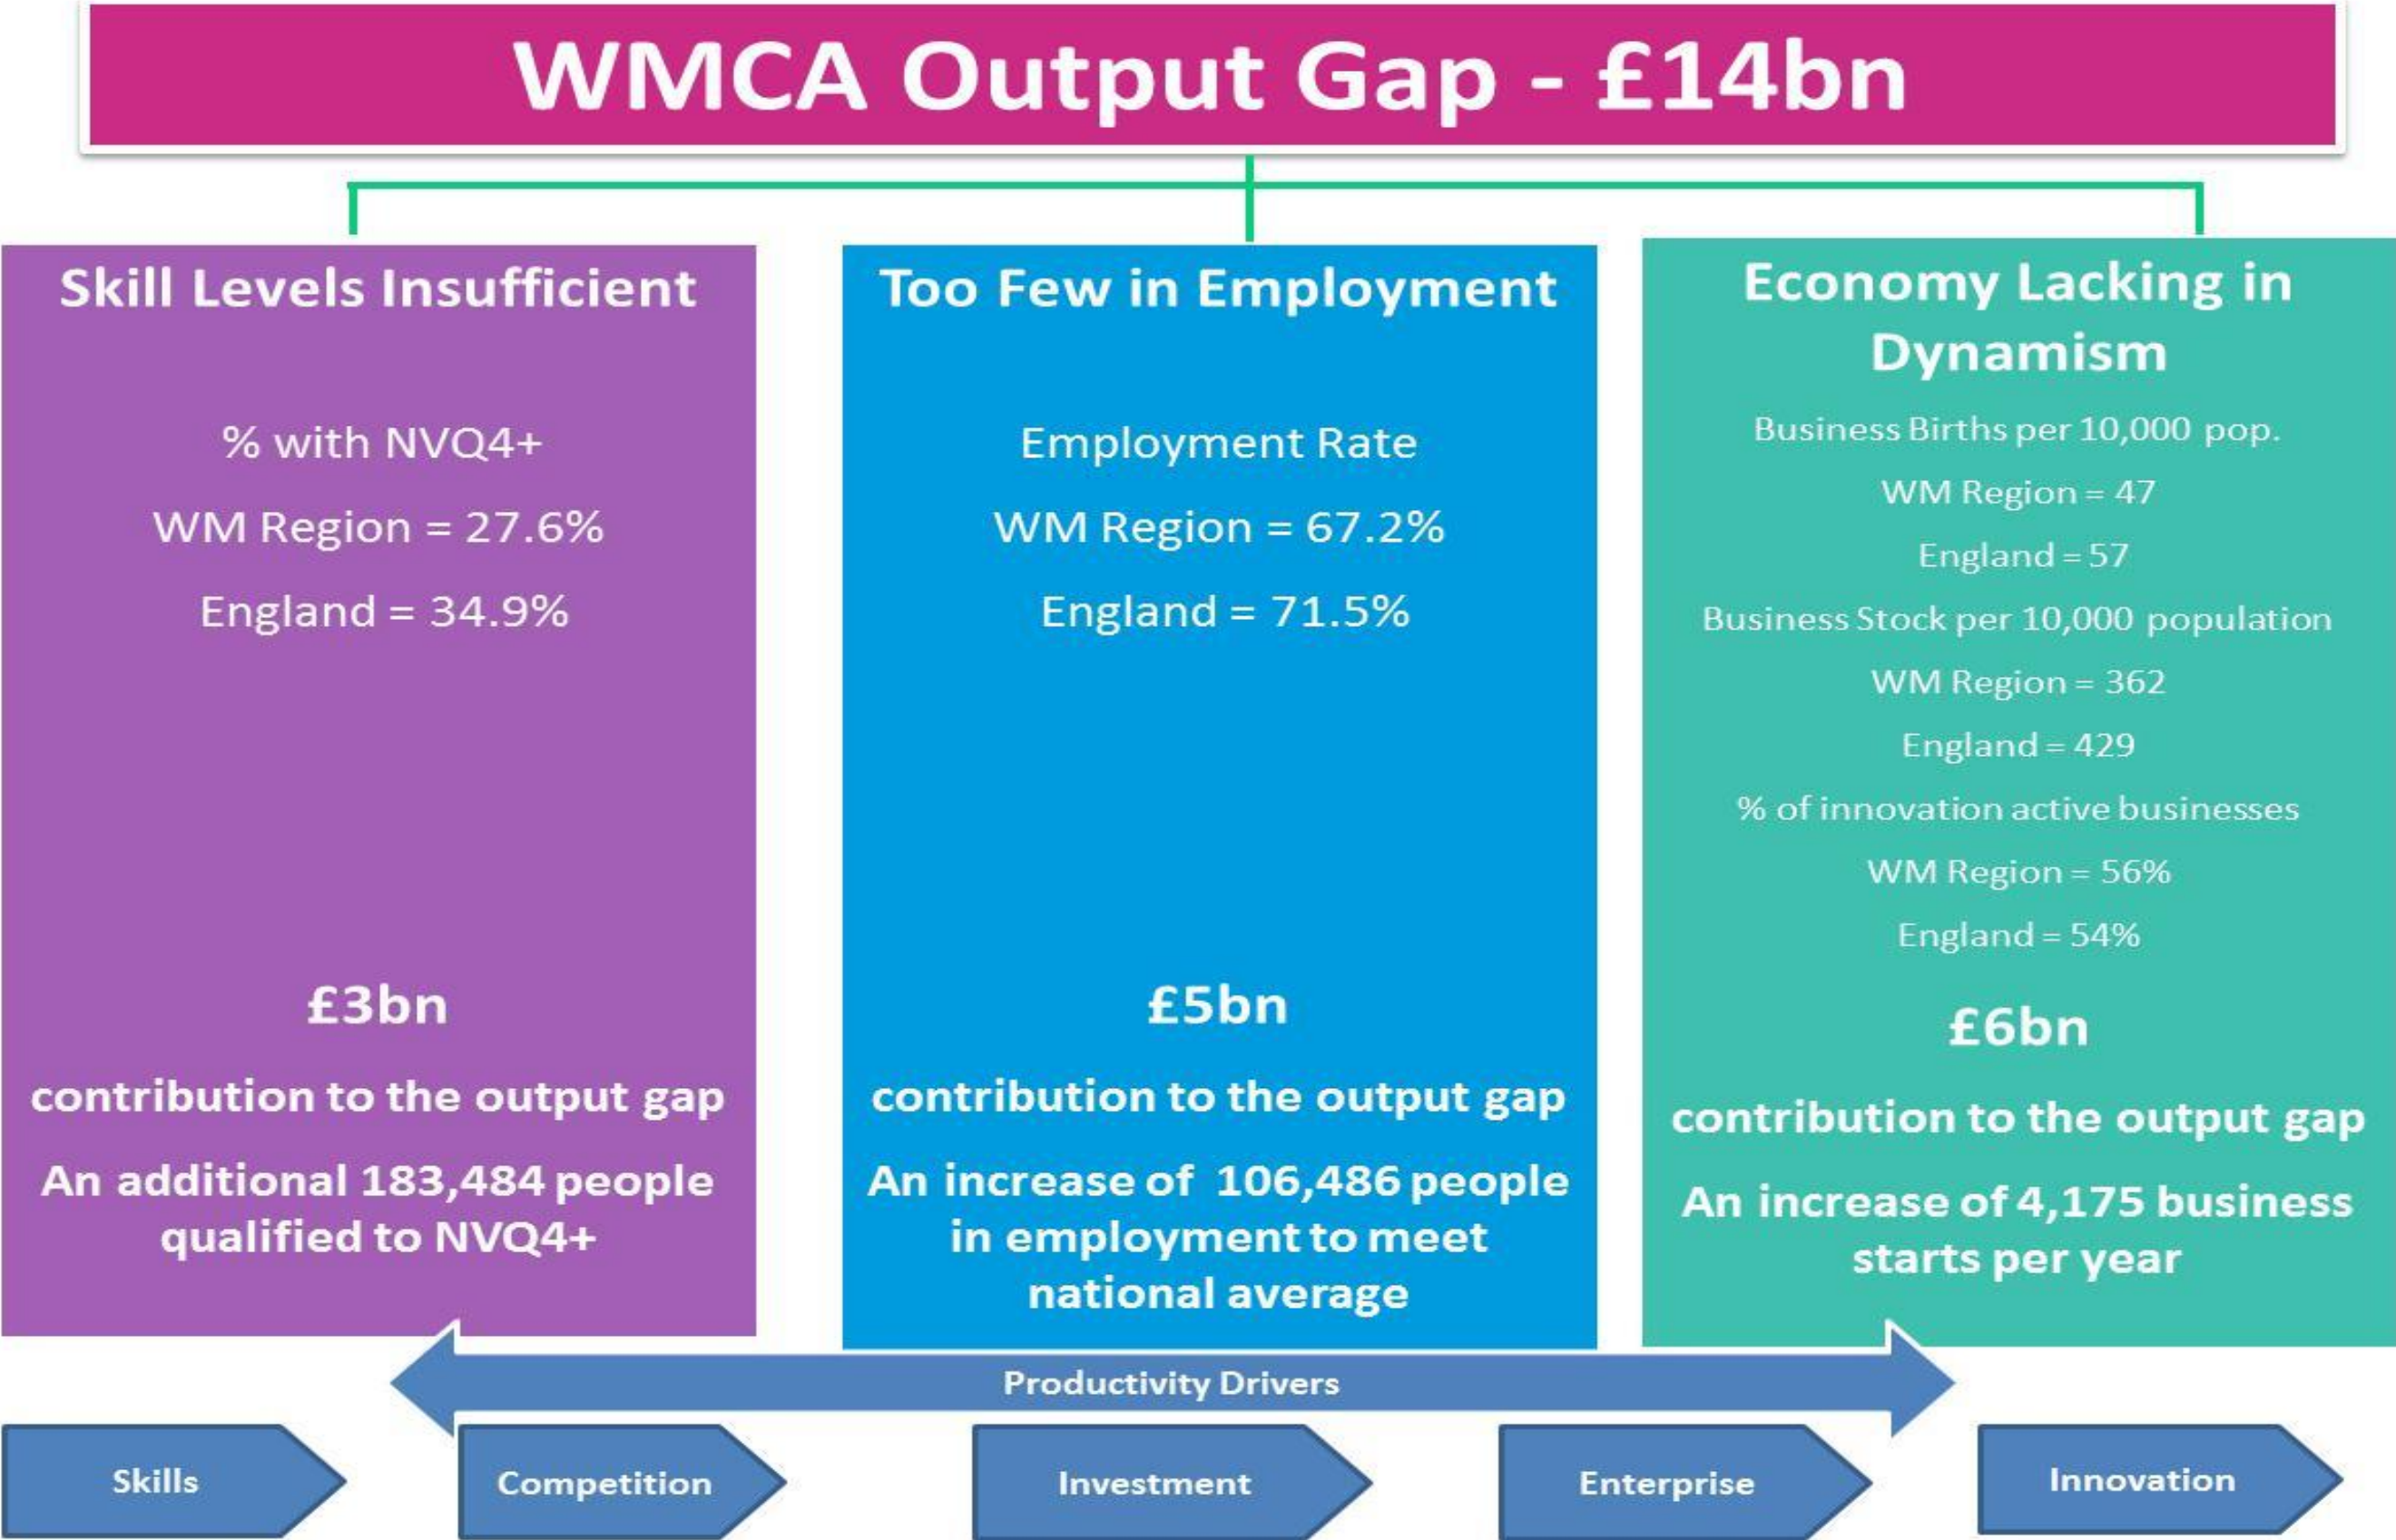 WMCA Output Gap - £14bn
Skill Levels Insufficient
% with NVQ4+
WM Region = 27.6%
England = 34.9%
£3bn
contribution to the output gap
An additional 183,484 people
qualified to NVQ4+
Too Few in Employment
Employment Rate
WM Region = 67.2%
England = 71.5%
£5bn
contribution to the output gap
An increase of 106,486 people
in employment to meet
national average
Economy Lacking in
Dynamism
Business Births per 10,000 pop.
WM Region = 47
England = 57
Business Stock per 10,000 population
WM Region = 362
England = 429
% of innovation active businesses
WM Region = 56%
England = 54%
£6bn
contribution to the output gap
An increase of 4,175 business
starts per year
Productivity Drivers
Skills
Competition
Investment
Enterprise
Innovation